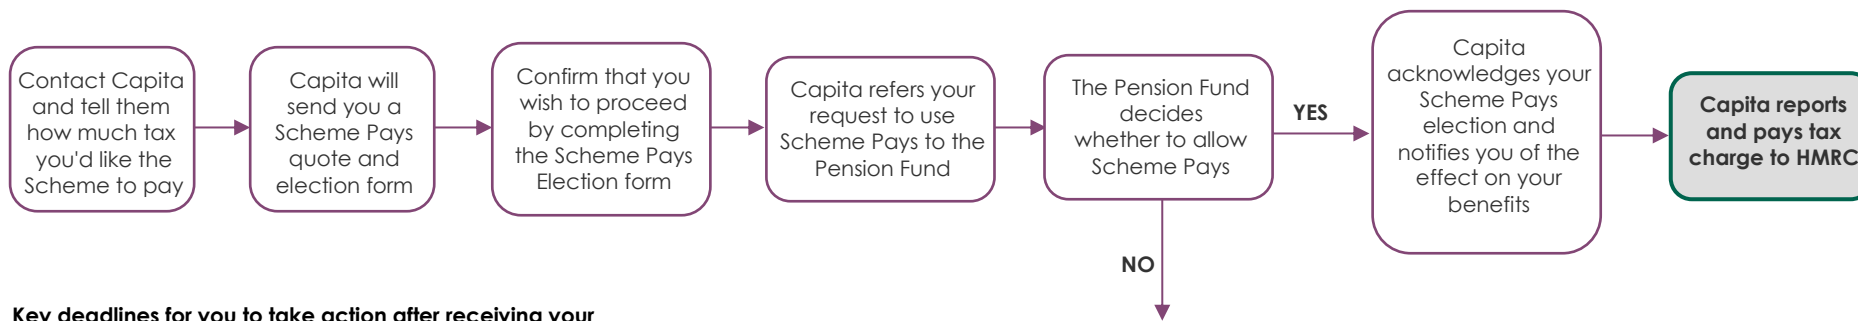 Contact Capita
and tell them
how much tax
you'd like the
Scheme to pay
Capita will
send you a
Scheme Pays
quote and
election form
Confirm that you
wish to proceed
by completing
the Scheme Pays
Election form
Capita refers your
request to use
Scheme Pays to the
Pension Fund
The Pension Fund
decides
whether to allow
Scheme Pays
YES
Capita
acknowledges your
Scheme Pays
election and
notifies you of the
effect on your
benefits
Capita reports
and pays tax
charge to HMRC
NO
Key deadlines for you to take action after receiving your